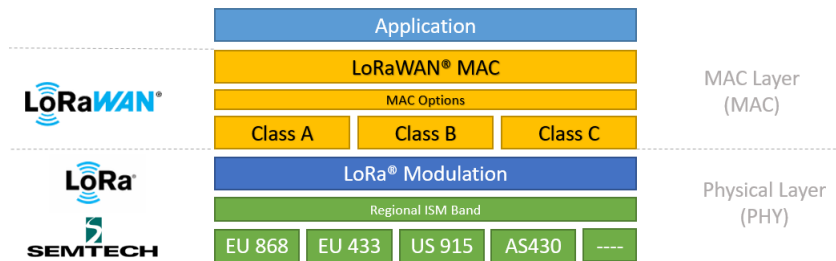 Application
LoRaWAN® MAC
MAC Options
Class A Class B Class C
LoRaWAN®
MAC Layer
(MAC)
LoRa® Modulation
Regional ISM Band
EU 868 EU 433 US 915 AS430 ----
LoRa®
SEMTECH
Physical Layer
(PHY)